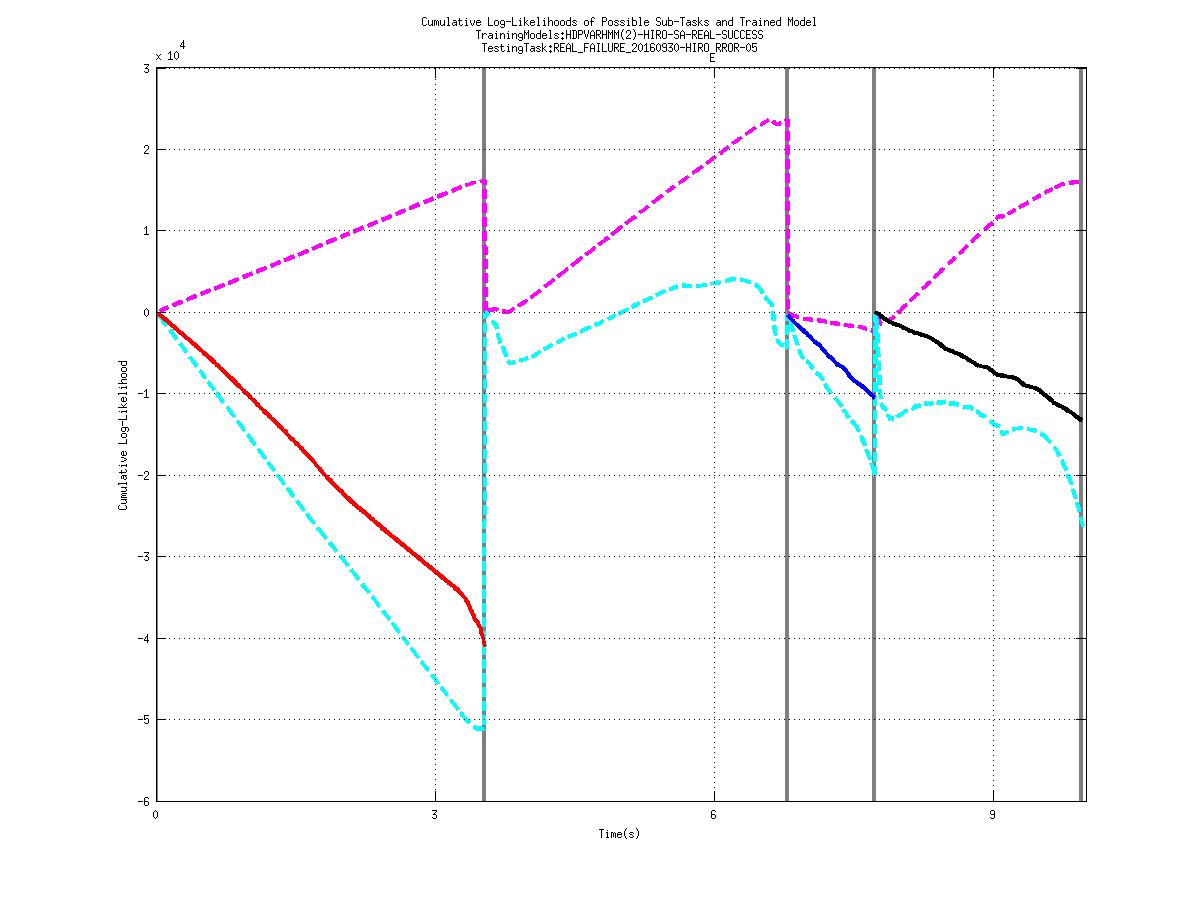 Cumulative Log-Likelihoods of Possible Sub-Tasks and Trained Model
TrainingModels:HDPVARHMM(2)-HIRO-SA-REAL-SUCCESS
TestingTask:REAL_FAILURE_20160930-HIRO_RROR-05
E
x 10^4
3
2
1
0
-1
-2
-3
-4
-5
-6
Cumulative Log-Likelihood
0 3 6 9
Time(s)